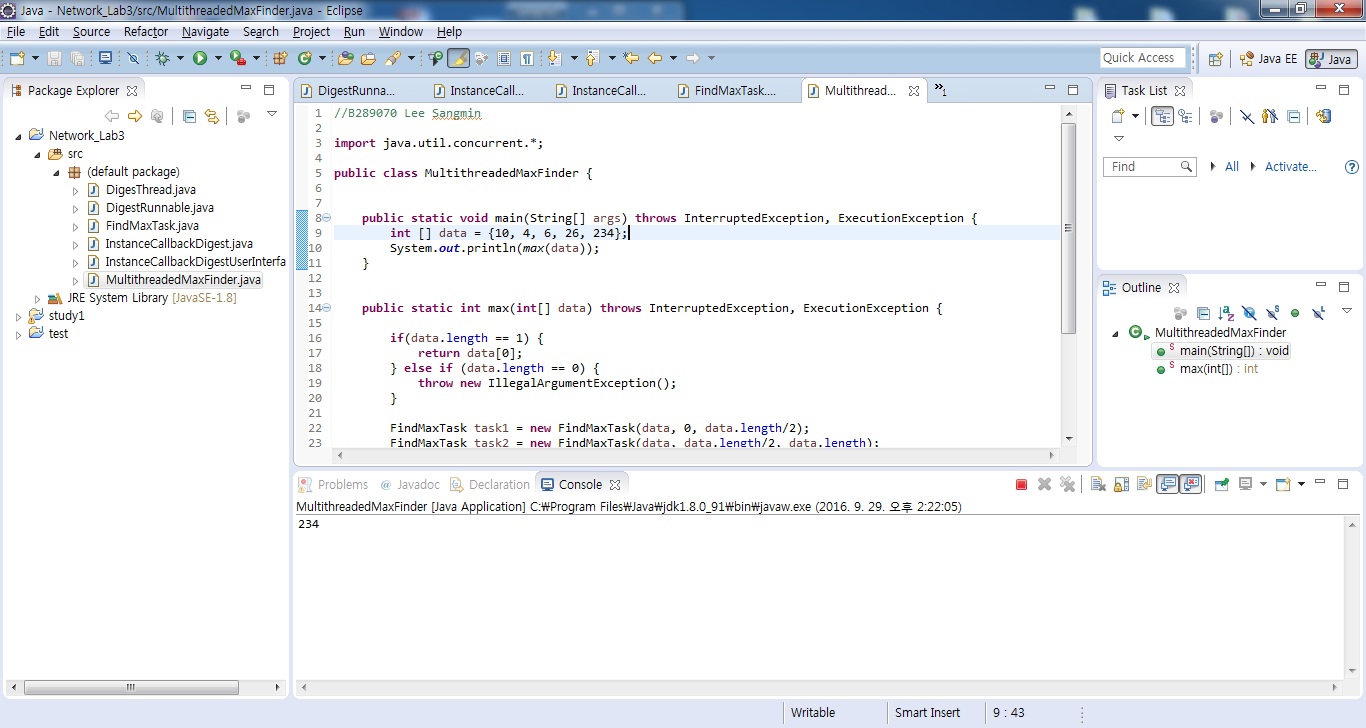 Java - Network_Lab3/src/MultithreadedMaxFinder.java - Eclipse
File Edit Source Refactor Navigate Search Project Run Window Help
Quick Access
Java EE
Java
Package Explorer
Network_Lab3
src
(default package)
DigesThread.java
DigestRunnable.java
FindMaxTask.java
InstanceCallbackDigest.java
InstanceCallbackDigestUserInterfa
MultithreadedMaxFinder.java
JRE System Library [JavaSE-1.8]
study1
test
DigestRunna... InstanceCall... InstanceCall... FindMaxTask.... Multithread... »1
1 //B289070 Lee Sangmin
2
3 import java.util.concurrent.*;
4
5 public class MultithreadedMaxFinder {
6
7
8 public static void main(String[] args) throws InterruptedException, ExecutionException {
9 int [] data = {10, 4, 6, 26, 234};
10 System.out.println(max(data));
11 }
12
13
14 public static int max(int[] data) throws InterruptedException, ExecutionException {
15
16 if(data.length == 1) {
17 return data[0];
18 } else if (data.length == 0) {
19 throw new IllegalArgumentException();
20 }
21
22 FindMaxTask task1 = new FindMaxTask(data, 0, data.length/2);
23 FindMaxTask task2 = new FindMaxTask(data, data.length/2, data.length);
Task List
Find All Activate...
Outline
MultithreadedMaxFinder
main(String[]) : void
max(int[]) : int
Problems Javadoc Declaration Console
MultithreadedMaxFinder [Java Application] C:₩Program Files₩Java₩jdk1.8.0_91₩bin₩javaw.exe (2016. 9. 29. 오후 2:22:05)
234
Writable Smart Insert 9 : 43